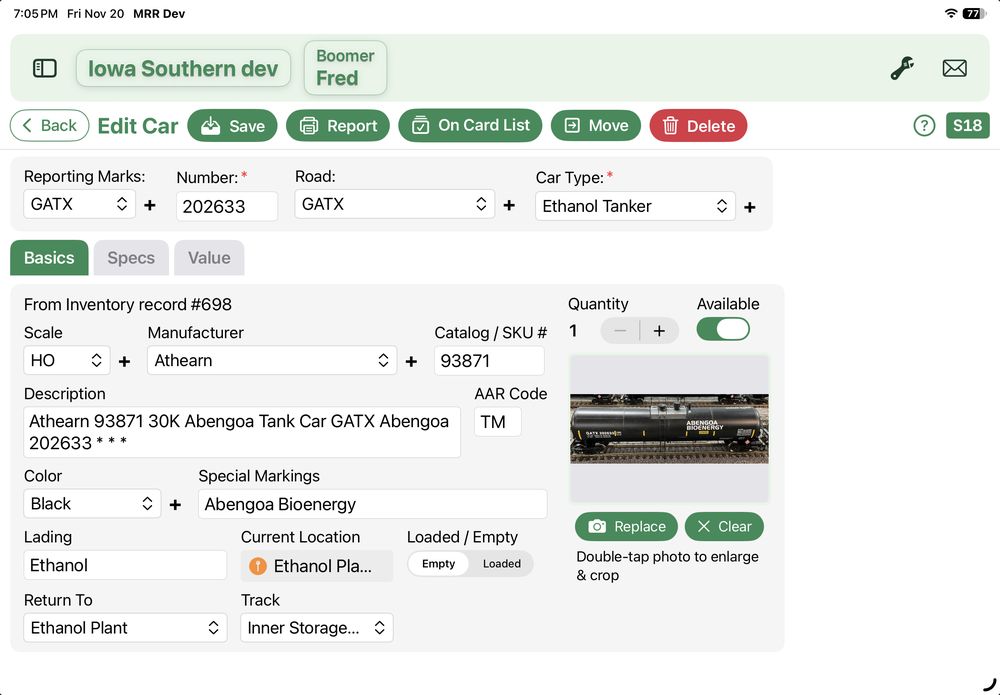 7:05 PM Fri Nov 20 MRR Dev
77
Iowa Southern dev
Boomer
Fred
Back
Edit Car
Save
Report
On Card List
Move
Delete
?
S18
Reporting Marks:
Number:*
Road:
Car Type:*
GATX
+
202633
GATX
+
Ethanol Tanker
+
Basics
Specs
Value
From Inventory record #698
Quantity
Available
Scale
Manufacturer
Catalog / SKU #
1
HO
+
Athearn
+
93871
Description
AAR Code
Athearn 93871 30K Abengoa Tank Car GATX Abengoa
202633 * * *
TM
ABENGOA
BIOENERGY
GATX 202633
Color
Special Markings
Black
+
Abengoa Bioenergy
Replace
Clear
Lading
Current Location
Loaded / Empty
Ethanol
Ethanol Pla...
Empty
Loaded
Double-tap photo to enlarge
& crop
Return To
Track
Ethanol Plant
Inner Storage...